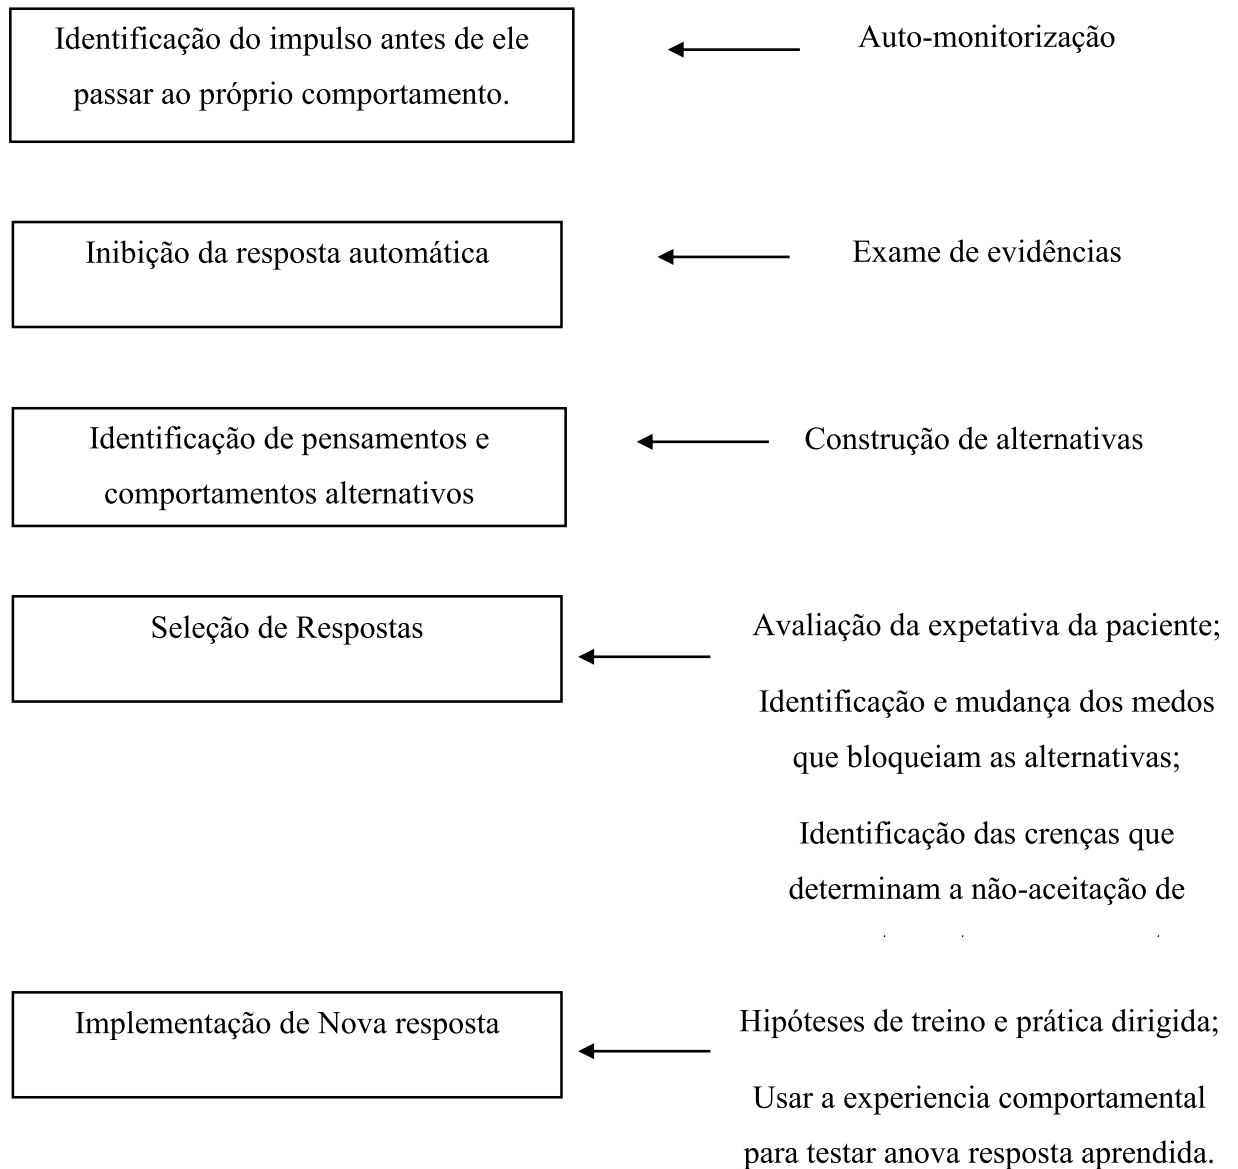 Identificação do impulso antes de ele
passar ao próprio comportamento.
Auto-monitorização
Inibição da resposta automática
Exame de evidências
Identificação de pensamentos e
comportamentos alternativos
Construção de alternativas
Seleção de Respostas
Avaliação da expetativa da paciente;
Identificação e mudança dos medos
que bloqueiam as alternativas;
Identificação das crenças que
determinam a não-aceitação de
Implementação de Nova resposta
Hipóteses de treino e prática dirigida;
Usar a experiencia comportamental
para testar anova resposta aprendida.